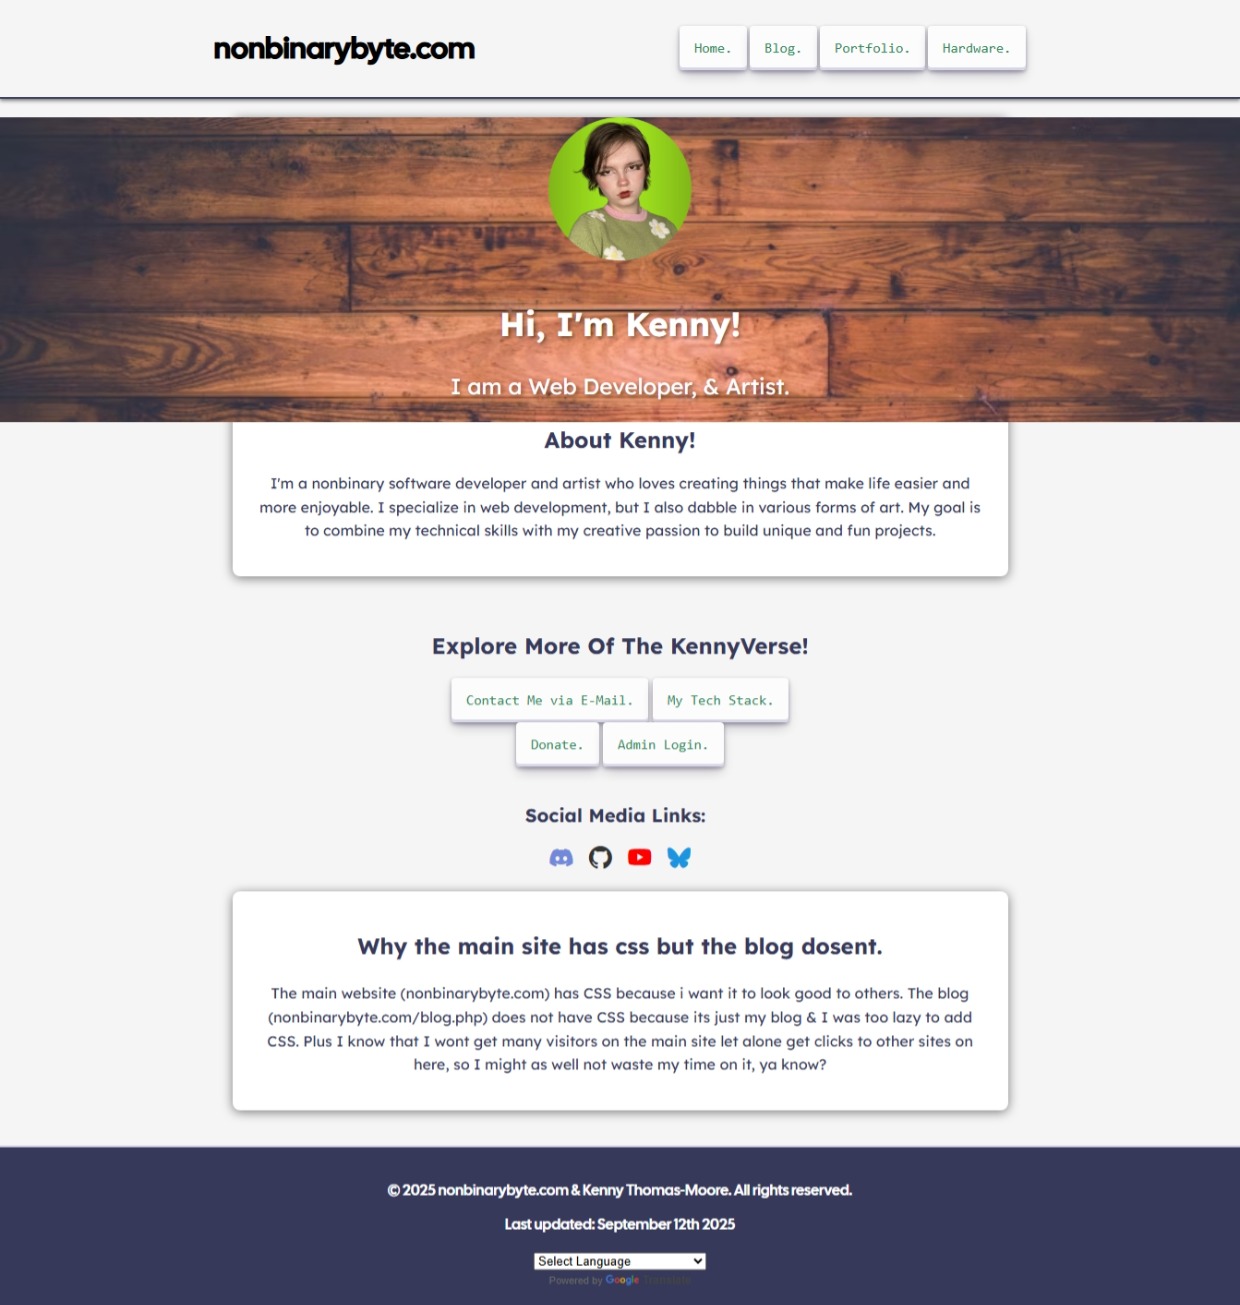 nonbinarybyte.com
Home. Blog. Portfolio. Hardware.
Hi, I'm Kenny!
I am a Web Developer, & Artist.
About Kenny!
I'm a nonbinary software developer and artist who loves creating things that make life easier and
more enjoyable. I specialize in web development, but I also dabble in various forms of art. My goal is
to combine my technical skills with my creative passion to build unique and fun projects.
Explore More Of The KennyVerse!
Contact Me via E-Mail. My Tech Stack.
Donate. Admin Login.
Social Media Links:
Why the main site has css but the blog dosent.
The main website (nonbinarybyte.com) has CSS because i want it to look good to others. The blog
(nonbinarybyte.com/blog.php) does not have CSS because its just my blog & I was too lazy to add
CSS. Plus I know that I wont get many visitors on the main site let alone get clicks to other sites on
here, so I might as well not waste my time on it, ya know?
© 2025 nonbinarybyte.com & Kenny Thomas-Moore. All rights reserved.
Last updated: September 12th 2025
Select Language
Powered by Google Translate